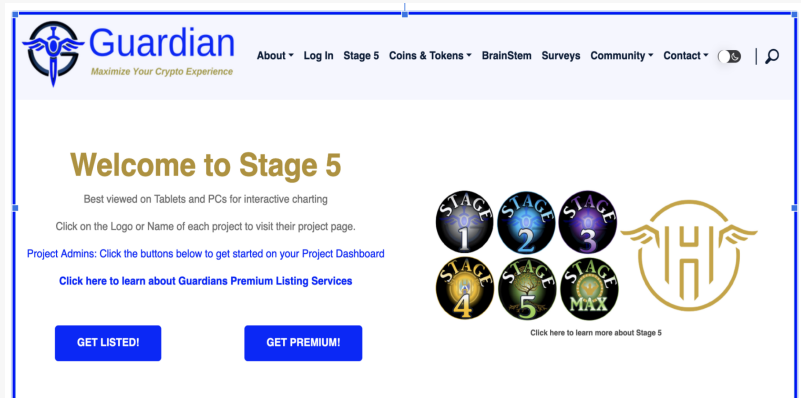 Guardian
Maximize Your Crypto Experience
About Log In Stage 5 Coins & Tokens BrainStem Surveys Community Contact
Welcome to Stage 5
Best viewed on Tablets and PCs for interactive charting
Click on the Logo or Name of each project to visit their project page.
Project Admins: Click the buttons below to get started on your Project Dashboard
Click here to learn about Guardians Premium Listing Services
GET LISTED!
GET PREMIUM!
STAGE 1
STAGE 2
STAGE 3
H
STAGE 4
STAGE 5
STAGE MAX
Click here to learn more about Stage 5